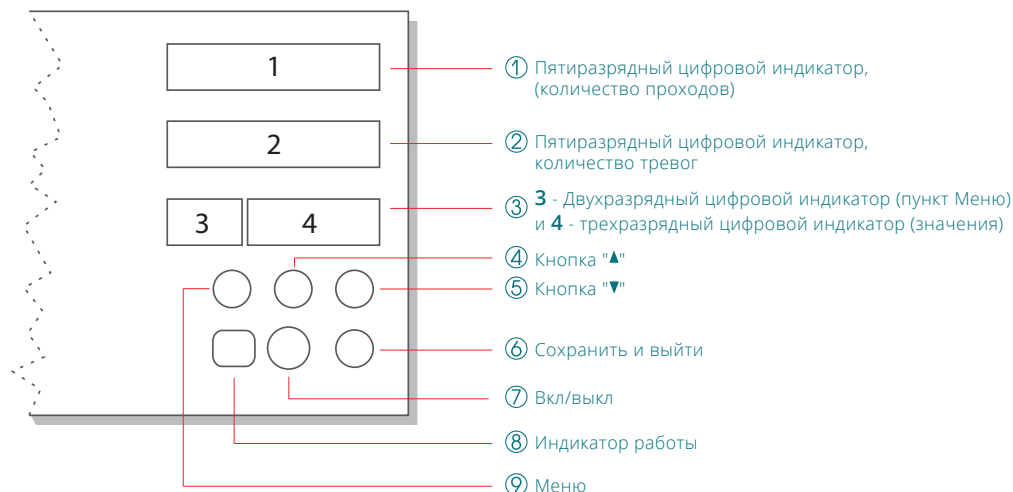 1
① Пятиразрядный цифровой индикатор,
(количество проходов)
2
② Пятиразрядный цифровой индикатор,
количество тревог
3 4
③ 3 - Двухразрядный цифровой индикатор (пункт Меню)
и 4 - трехразрядный цифровой индикатор (значения)
④ Кнопка "▲"
⑤ Кнопка "▼"
⑥ Сохранить и выйти
⑦ Вкл/выкл
⑧ Индикатор работы
⑨ Меню